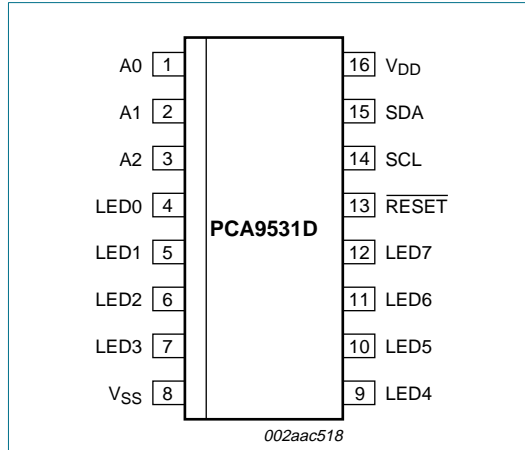 A0 1 16 VDD
A1 2 15 SDA
A2 3 14 SCL
LED0 4 13 RESET
PCA9531D
LED1 5 12 LED7
LED2 6 11 LED6
LED3 7 10 LED5
VSS 8 9 LED4
002aac518